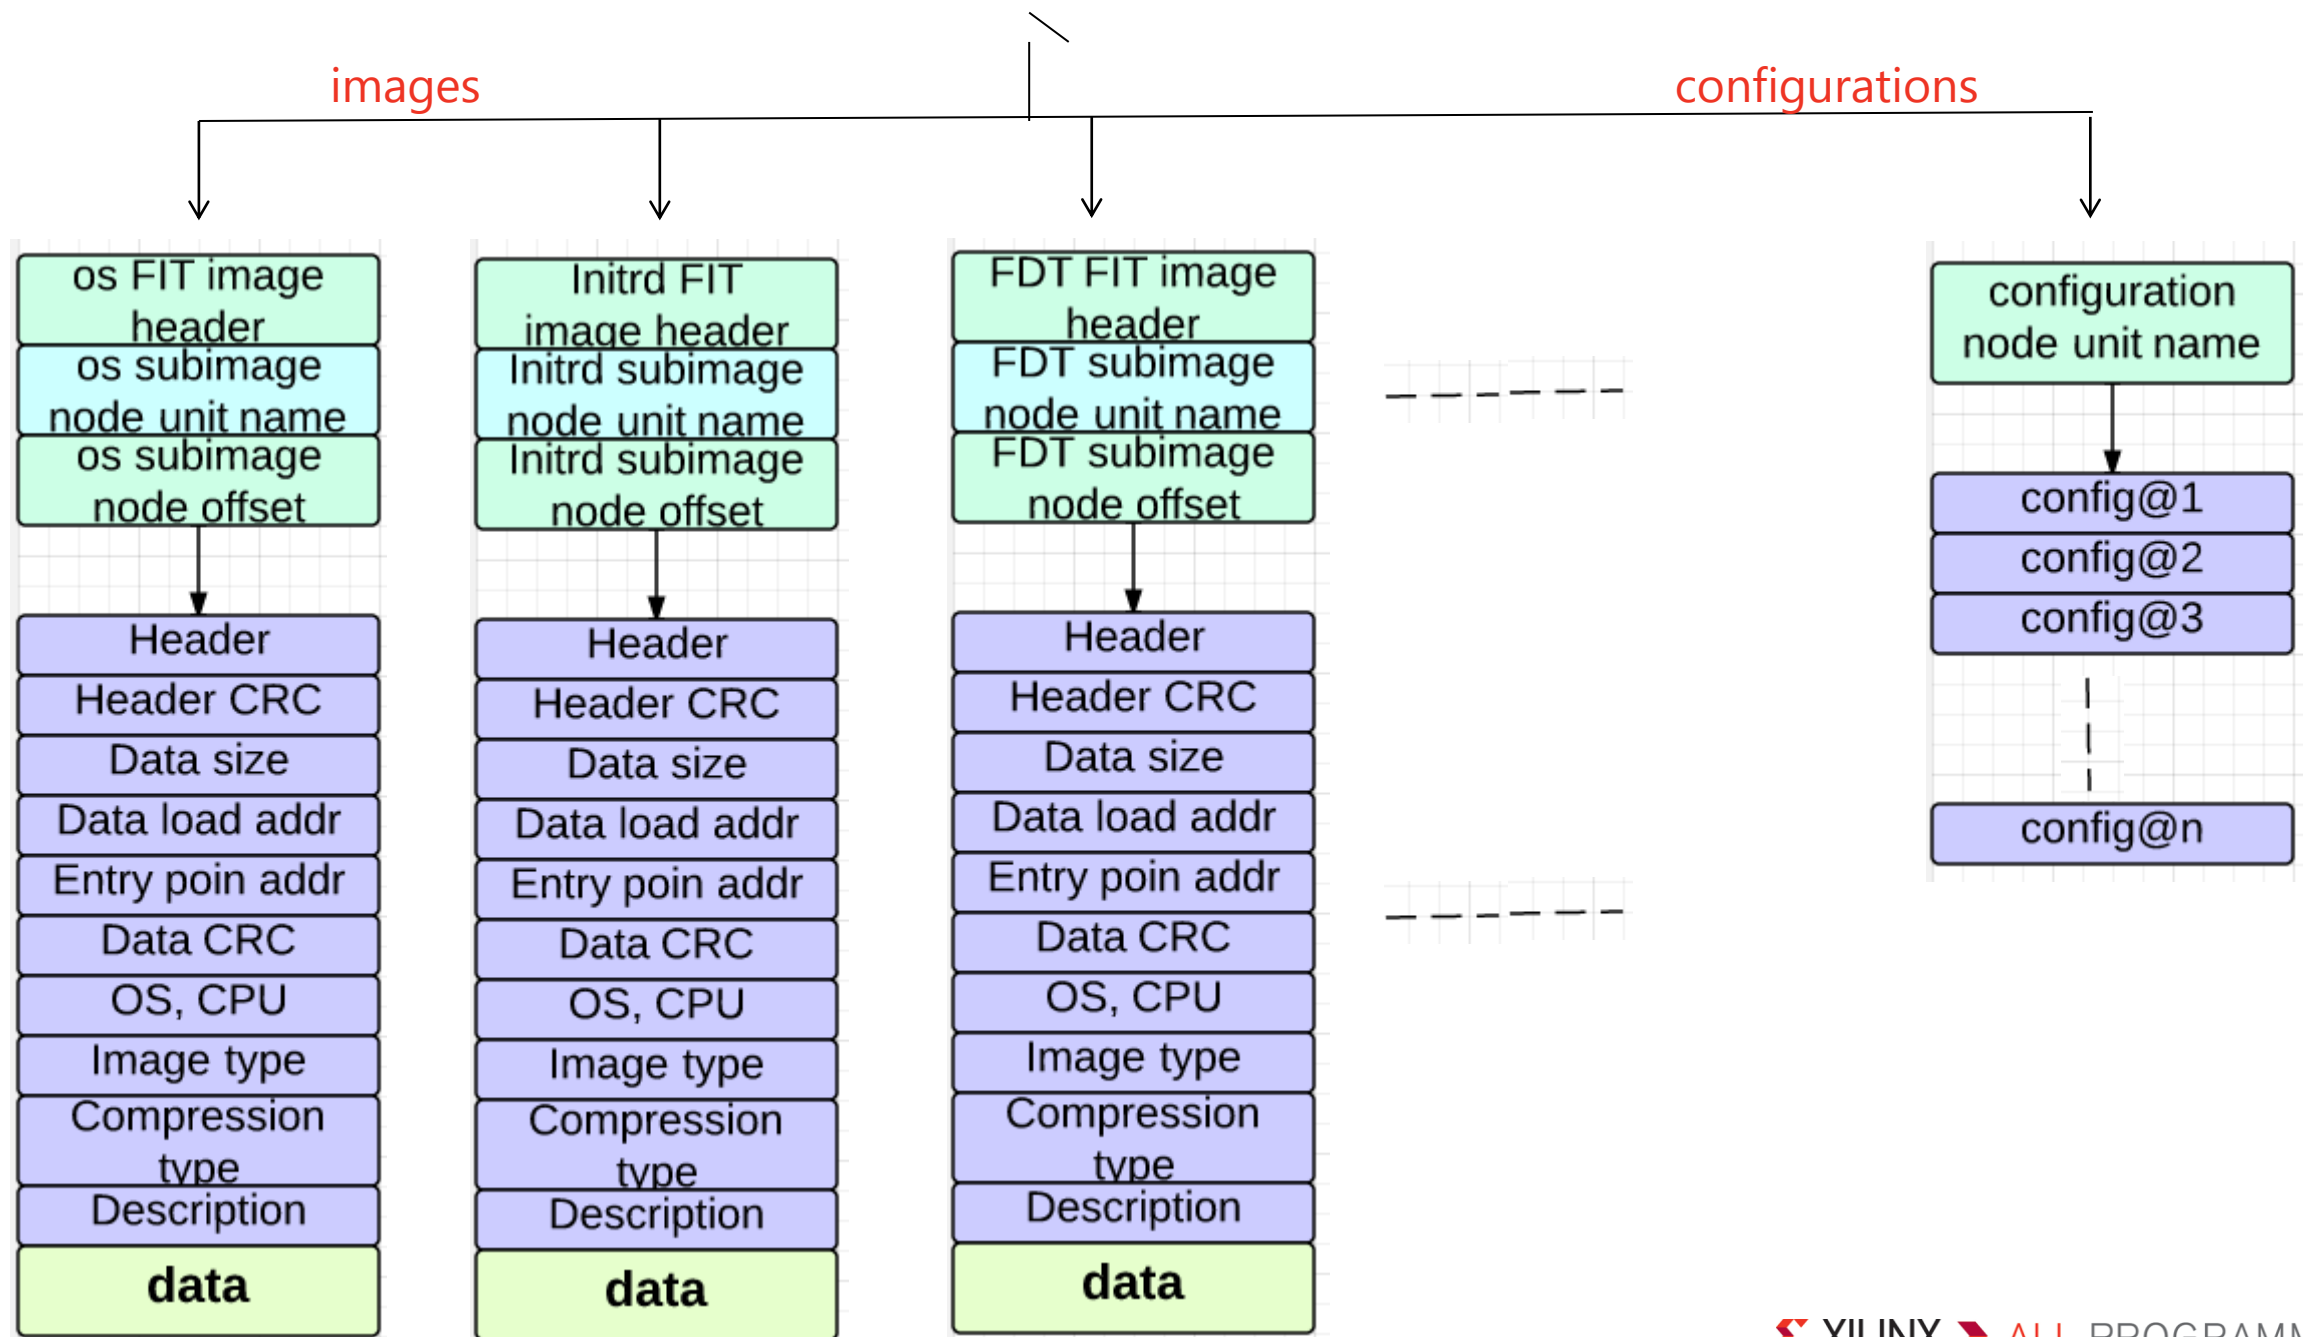 images
configurations
os FIT image
header
os subimage
node unit name
os subimage
node offset
Header
Header CRC
Data size
Data load addr
Entry poin addr
Data CRC
OS, CPU
Image type
Compression
type
Description
data
Initrd FIT
image header
Initrd subimage
node unit name
Initrd subimage
node offset
Header
Header CRC
Data size
Data load addr
Entry poin addr
Data CRC
OS, CPU
Image type
Compression
type
Description
data
FDT FIT image
header
FDT subimage
node unit name
FDT subimage
node offset
Header
Header CRC
Data size
Data load addr
Entry poin addr
Data CRC
OS, CPU
Image type
Compression
type
Description
data
configuration
node unit name
config@1
config@2
config@3
config@n
XILINX ALL PROGRAMM